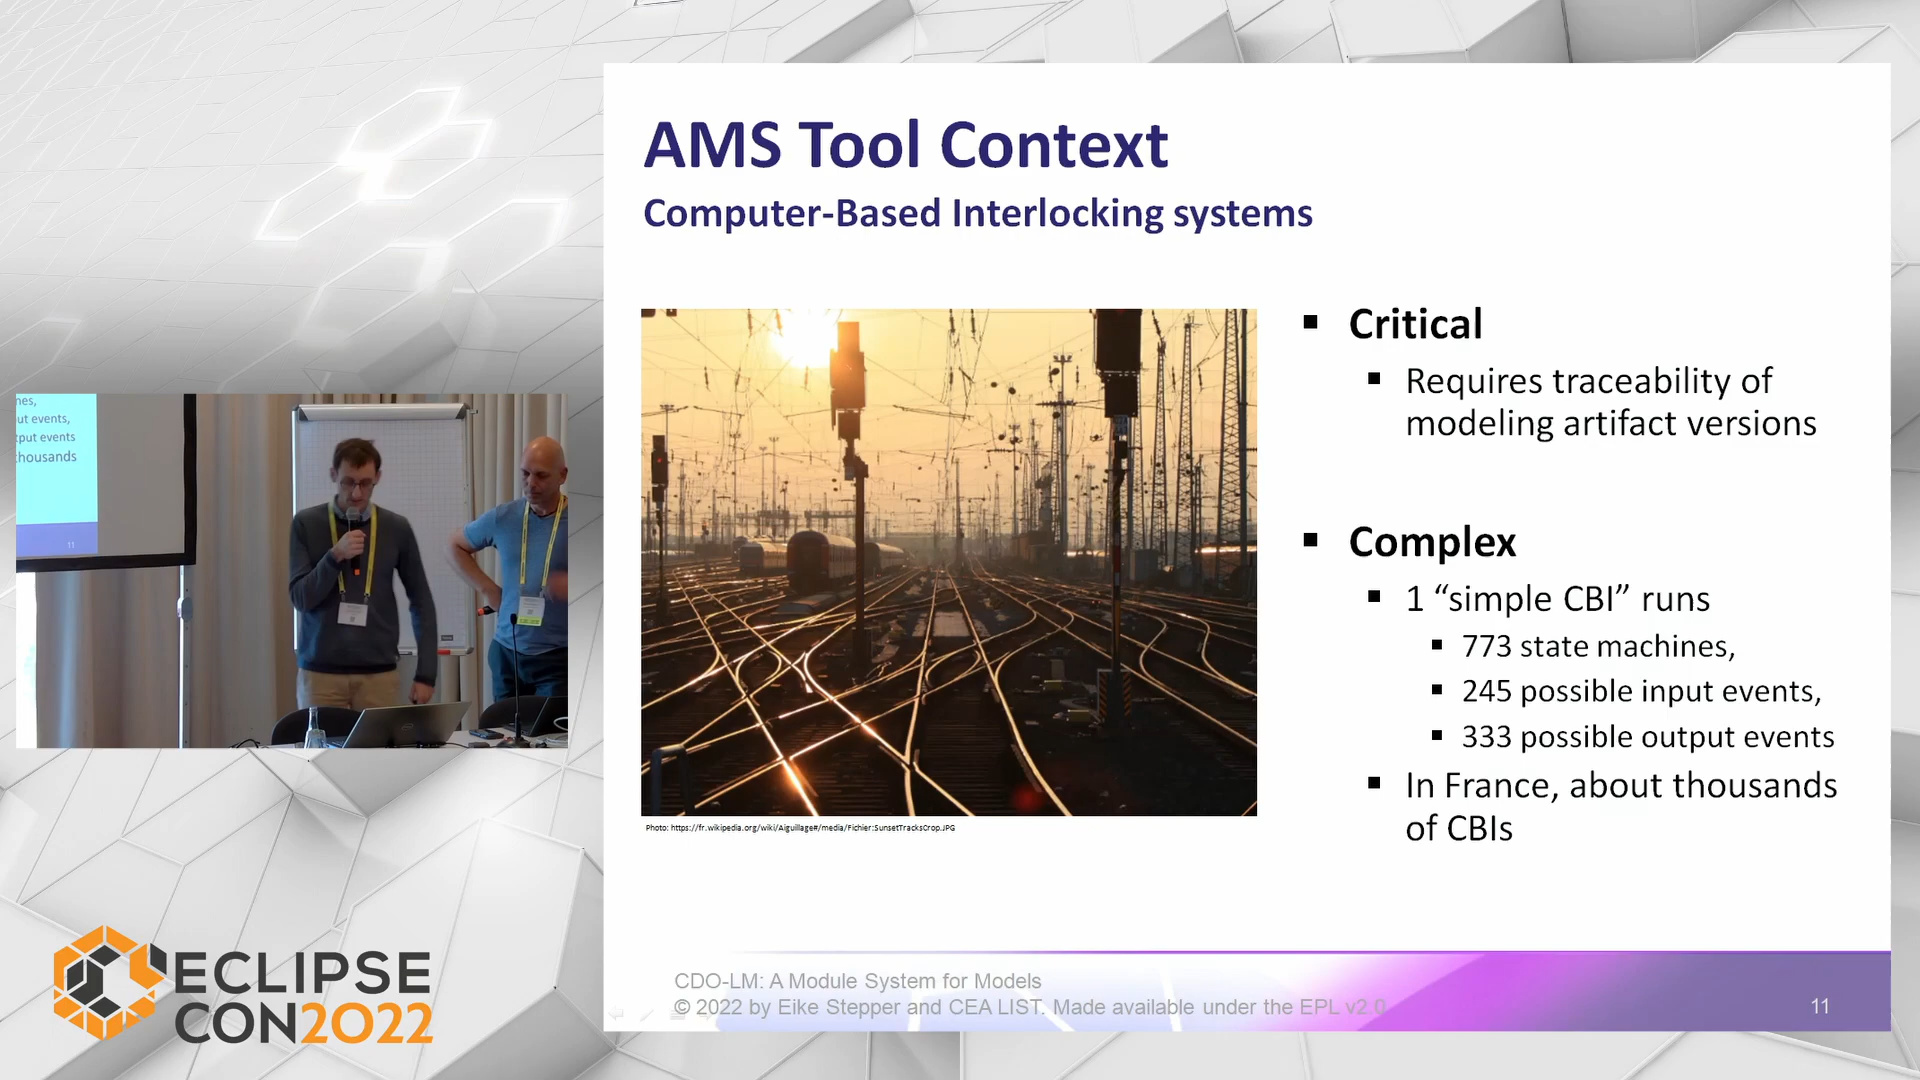 AMS Tool Context
Computer-Based Interlocking systems
Critical
Requires traceability of
modeling artifact versions
Complex
1 “simple CBI” runs
773 state machines,
245 possible input events,
333 possible output events
In France, about thousands
of CBIs
Photo: https://fr.wikipedia.org/wiki/Aiguillage#/media/Fichier:SunsetTracksCrop.JPG
CDO-LM: A Module System for Models
© 2022 by Eike Stepper and CEA LIST. Made available under the EPL v2.0
11
nes,
ut events,
tput events
thousands
11
ECLIPSE
CON2022